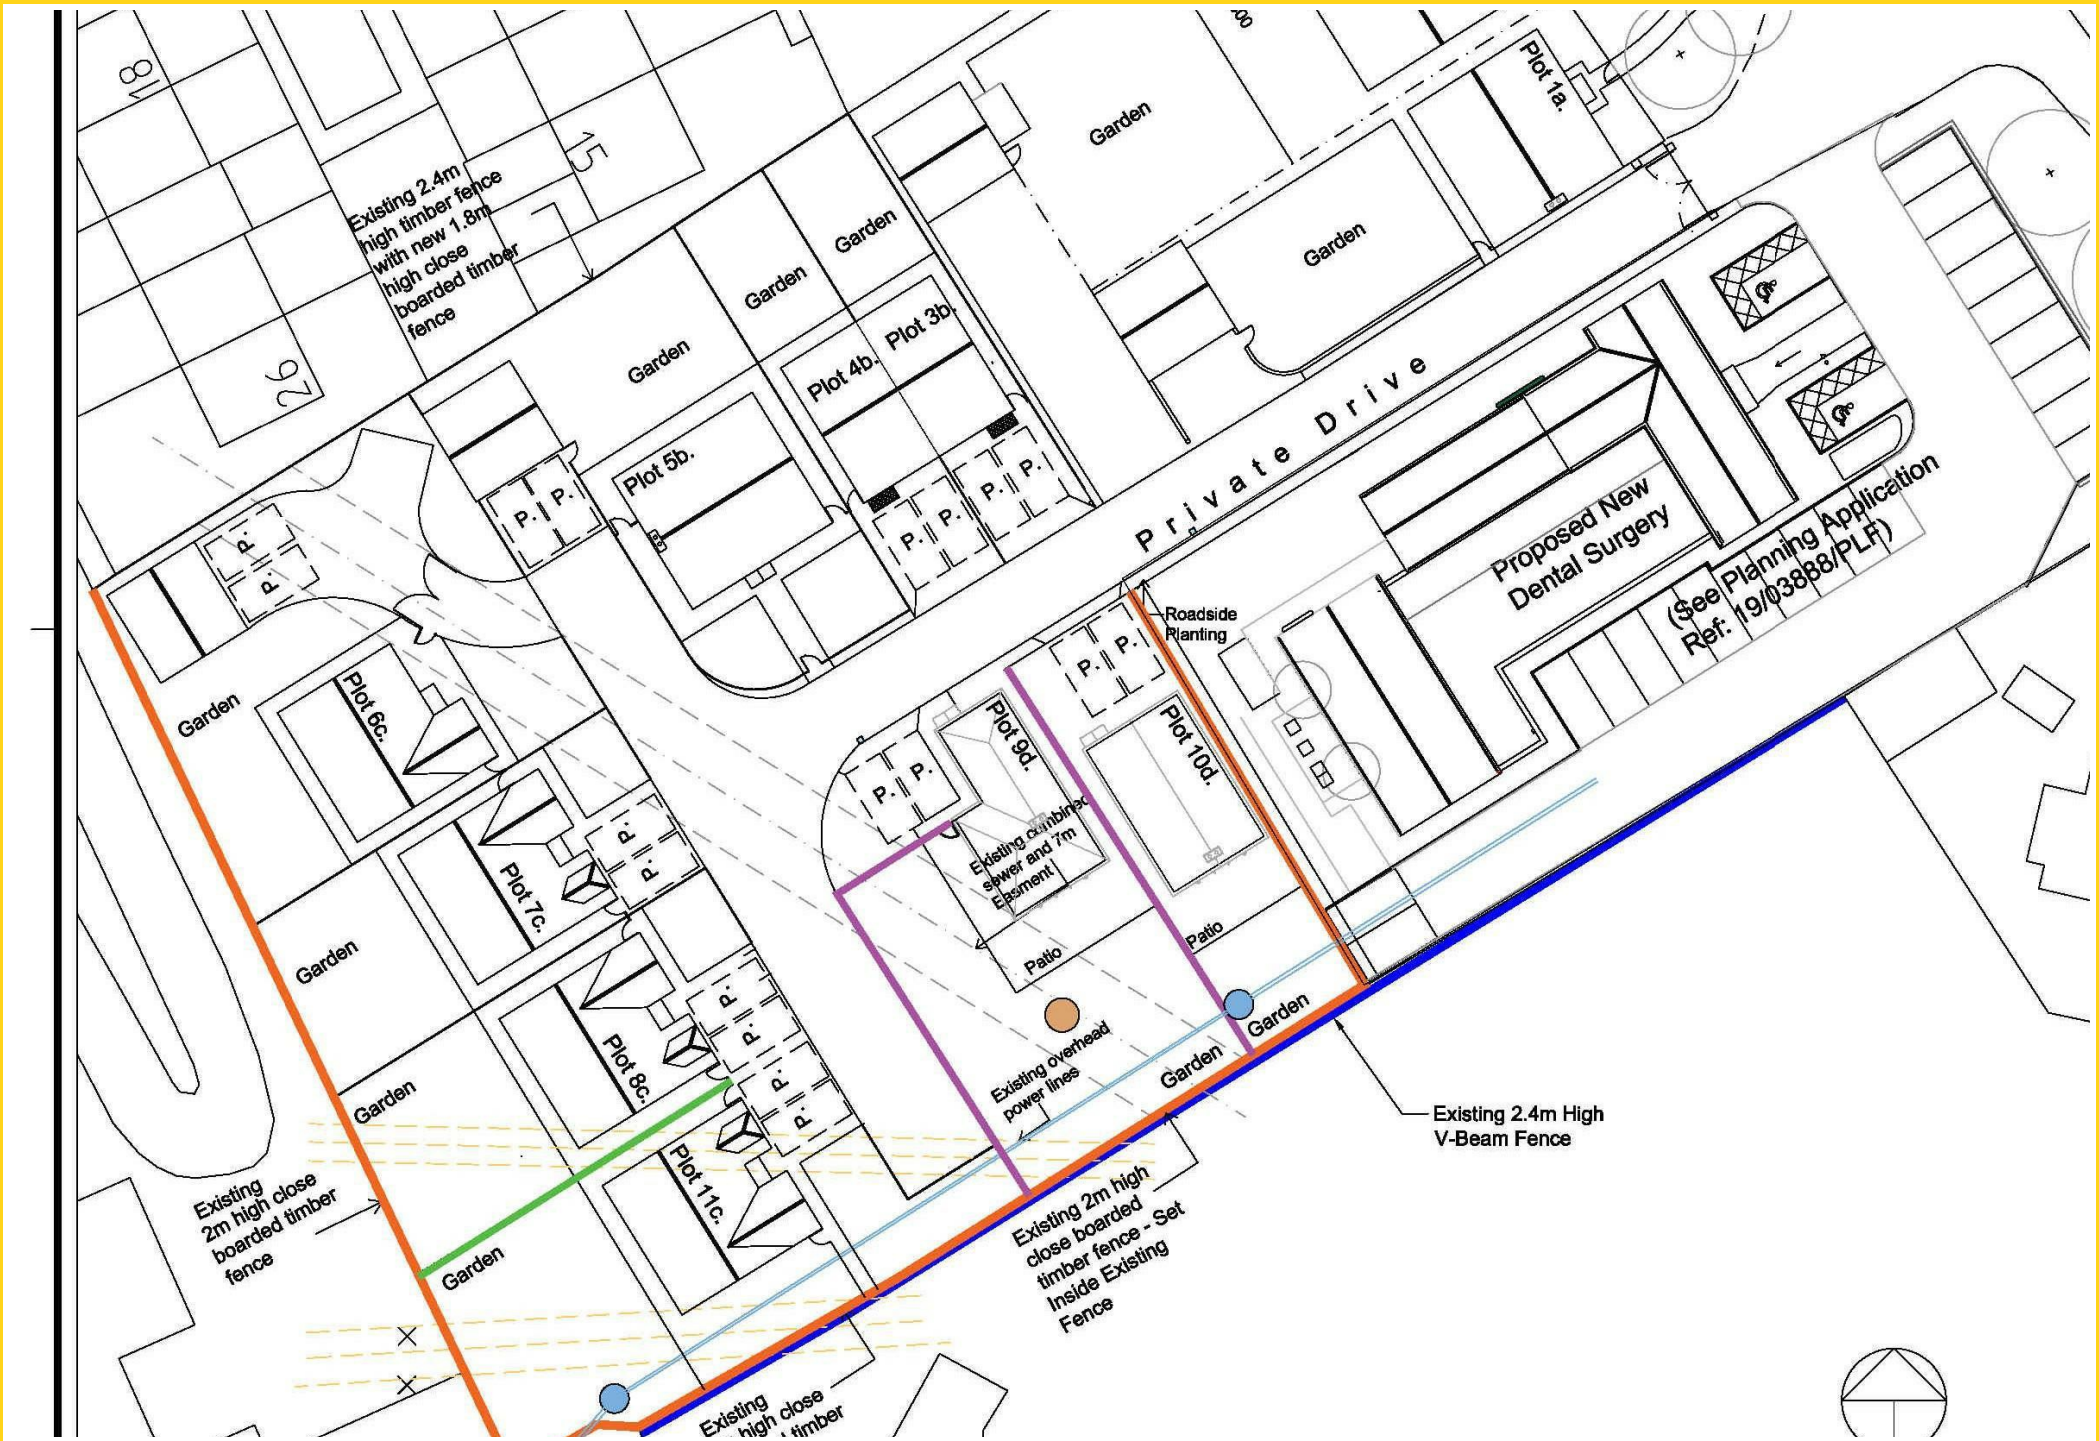 18
15
26
Existing 2.4m
high timber fence
with new 1.8m
high close
boarded timber
fence
00
Plot 1a.
Garden
Garden
Garden
Garden
Garden
Plot 3b.
Plot 4b.
Plot 5b.
P.
P.
P.
P.
P.
P.
P.
P.
Private Drive
Proposed New
Dental Surgery
(See Planning Application
Ref: 19/03888/PLF)
Roadside
Planting
P.
P.
Plot 6c.
Garden
Plot 9d.
Plot 10d.
P.
P.
Existing combined
sewer and 7m
Easment
Plot 7c.
P.
P.
Garden
Patio
Patio
Plot 8c.
P.
P.
P.
P.
Garden
Existing overhead
power lines
Garden
Garden
Existing 2.4m High
V-Beam Fence
Plot 11c.
Existing
2m high close
boarded timber
fence
Garden
Existing 2m high
close boarded
timber fence - Set
Inside Existing
Fence
Existing
high close
timber